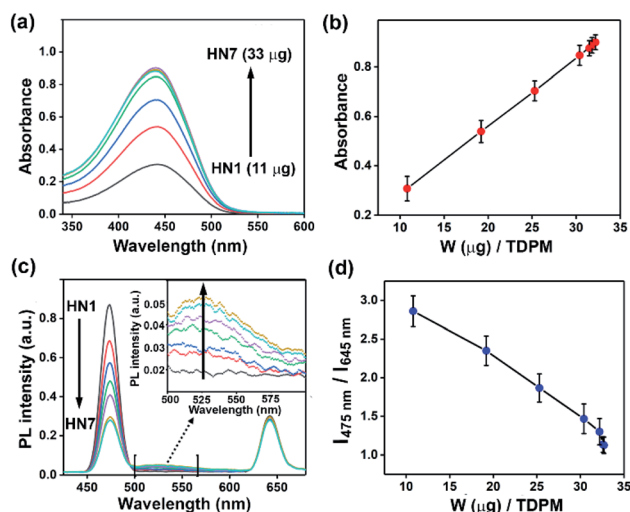 (a)
HN7 (33 μg)
HN1 (11 μg)
Absorbance
1.0
0.8
0.6
0.4
0.2
0.0
350 400 450 500 550 600
Wavelength (nm)
(b)
Absorbance
0.8
0.6
0.4
0.2
10 15 20 25 30 35
W (μg) / TDPM
(c)
HN1
HN7
PL intensity (a.u.)
1.0
0.8
0.6
0.4
0.2
0.0
450 500 550 600 650
Wavelength (nm)
PL intensity (a.u.)
0.05
0.04
0.03
0.02
500 525 550 575
Wavelength (nm)
(d)
I475 nm / I645 nm
3.0
2.5
2.0
1.5
1.0
10 15 20 25 30
W (μg) / TDPM